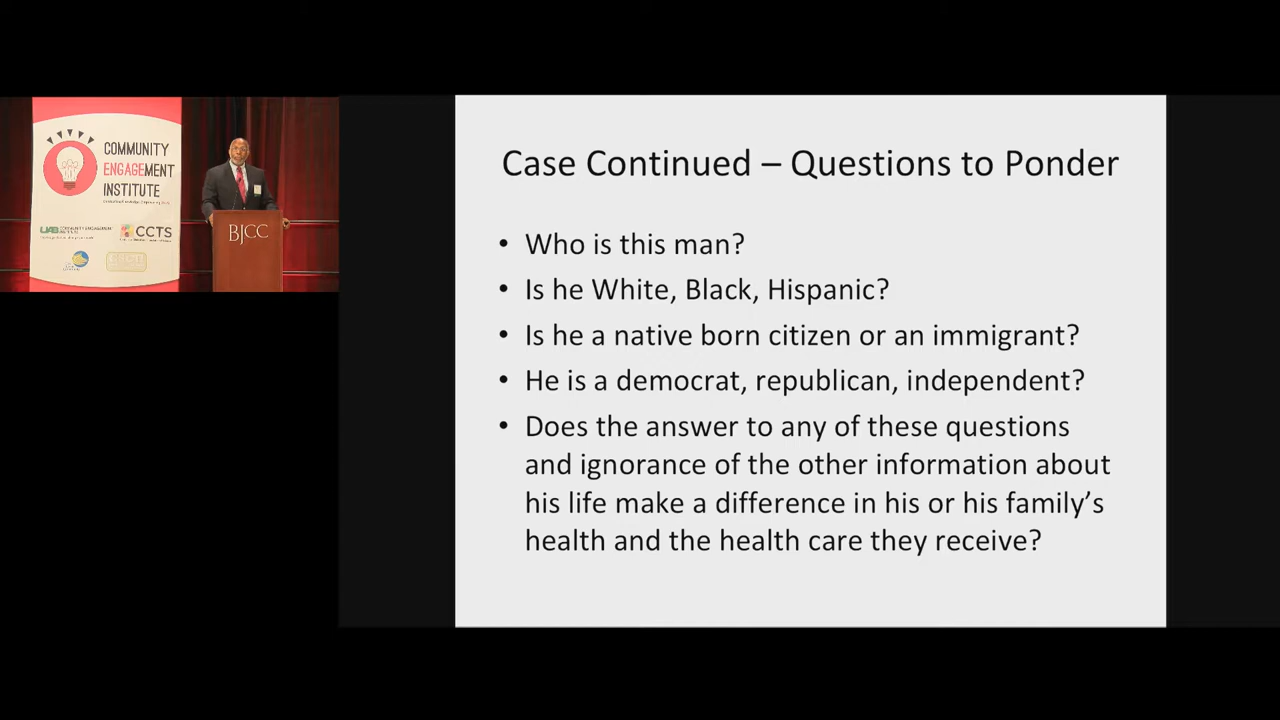 COMMUNITY
ENGAGEMENT
INSTITUTE
UAB
CCTS
BJCC
Case Continued – Questions to Ponder
• Who is this man?
• Is he White, Black, Hispanic?
• Is he a native born citizen or an immigrant?
• He is a democrat, republican, independent?
• Does the answer to any of these questions
and ignorance of the other information about
his life make a difference in his or his family’s
health and the health care they receive?